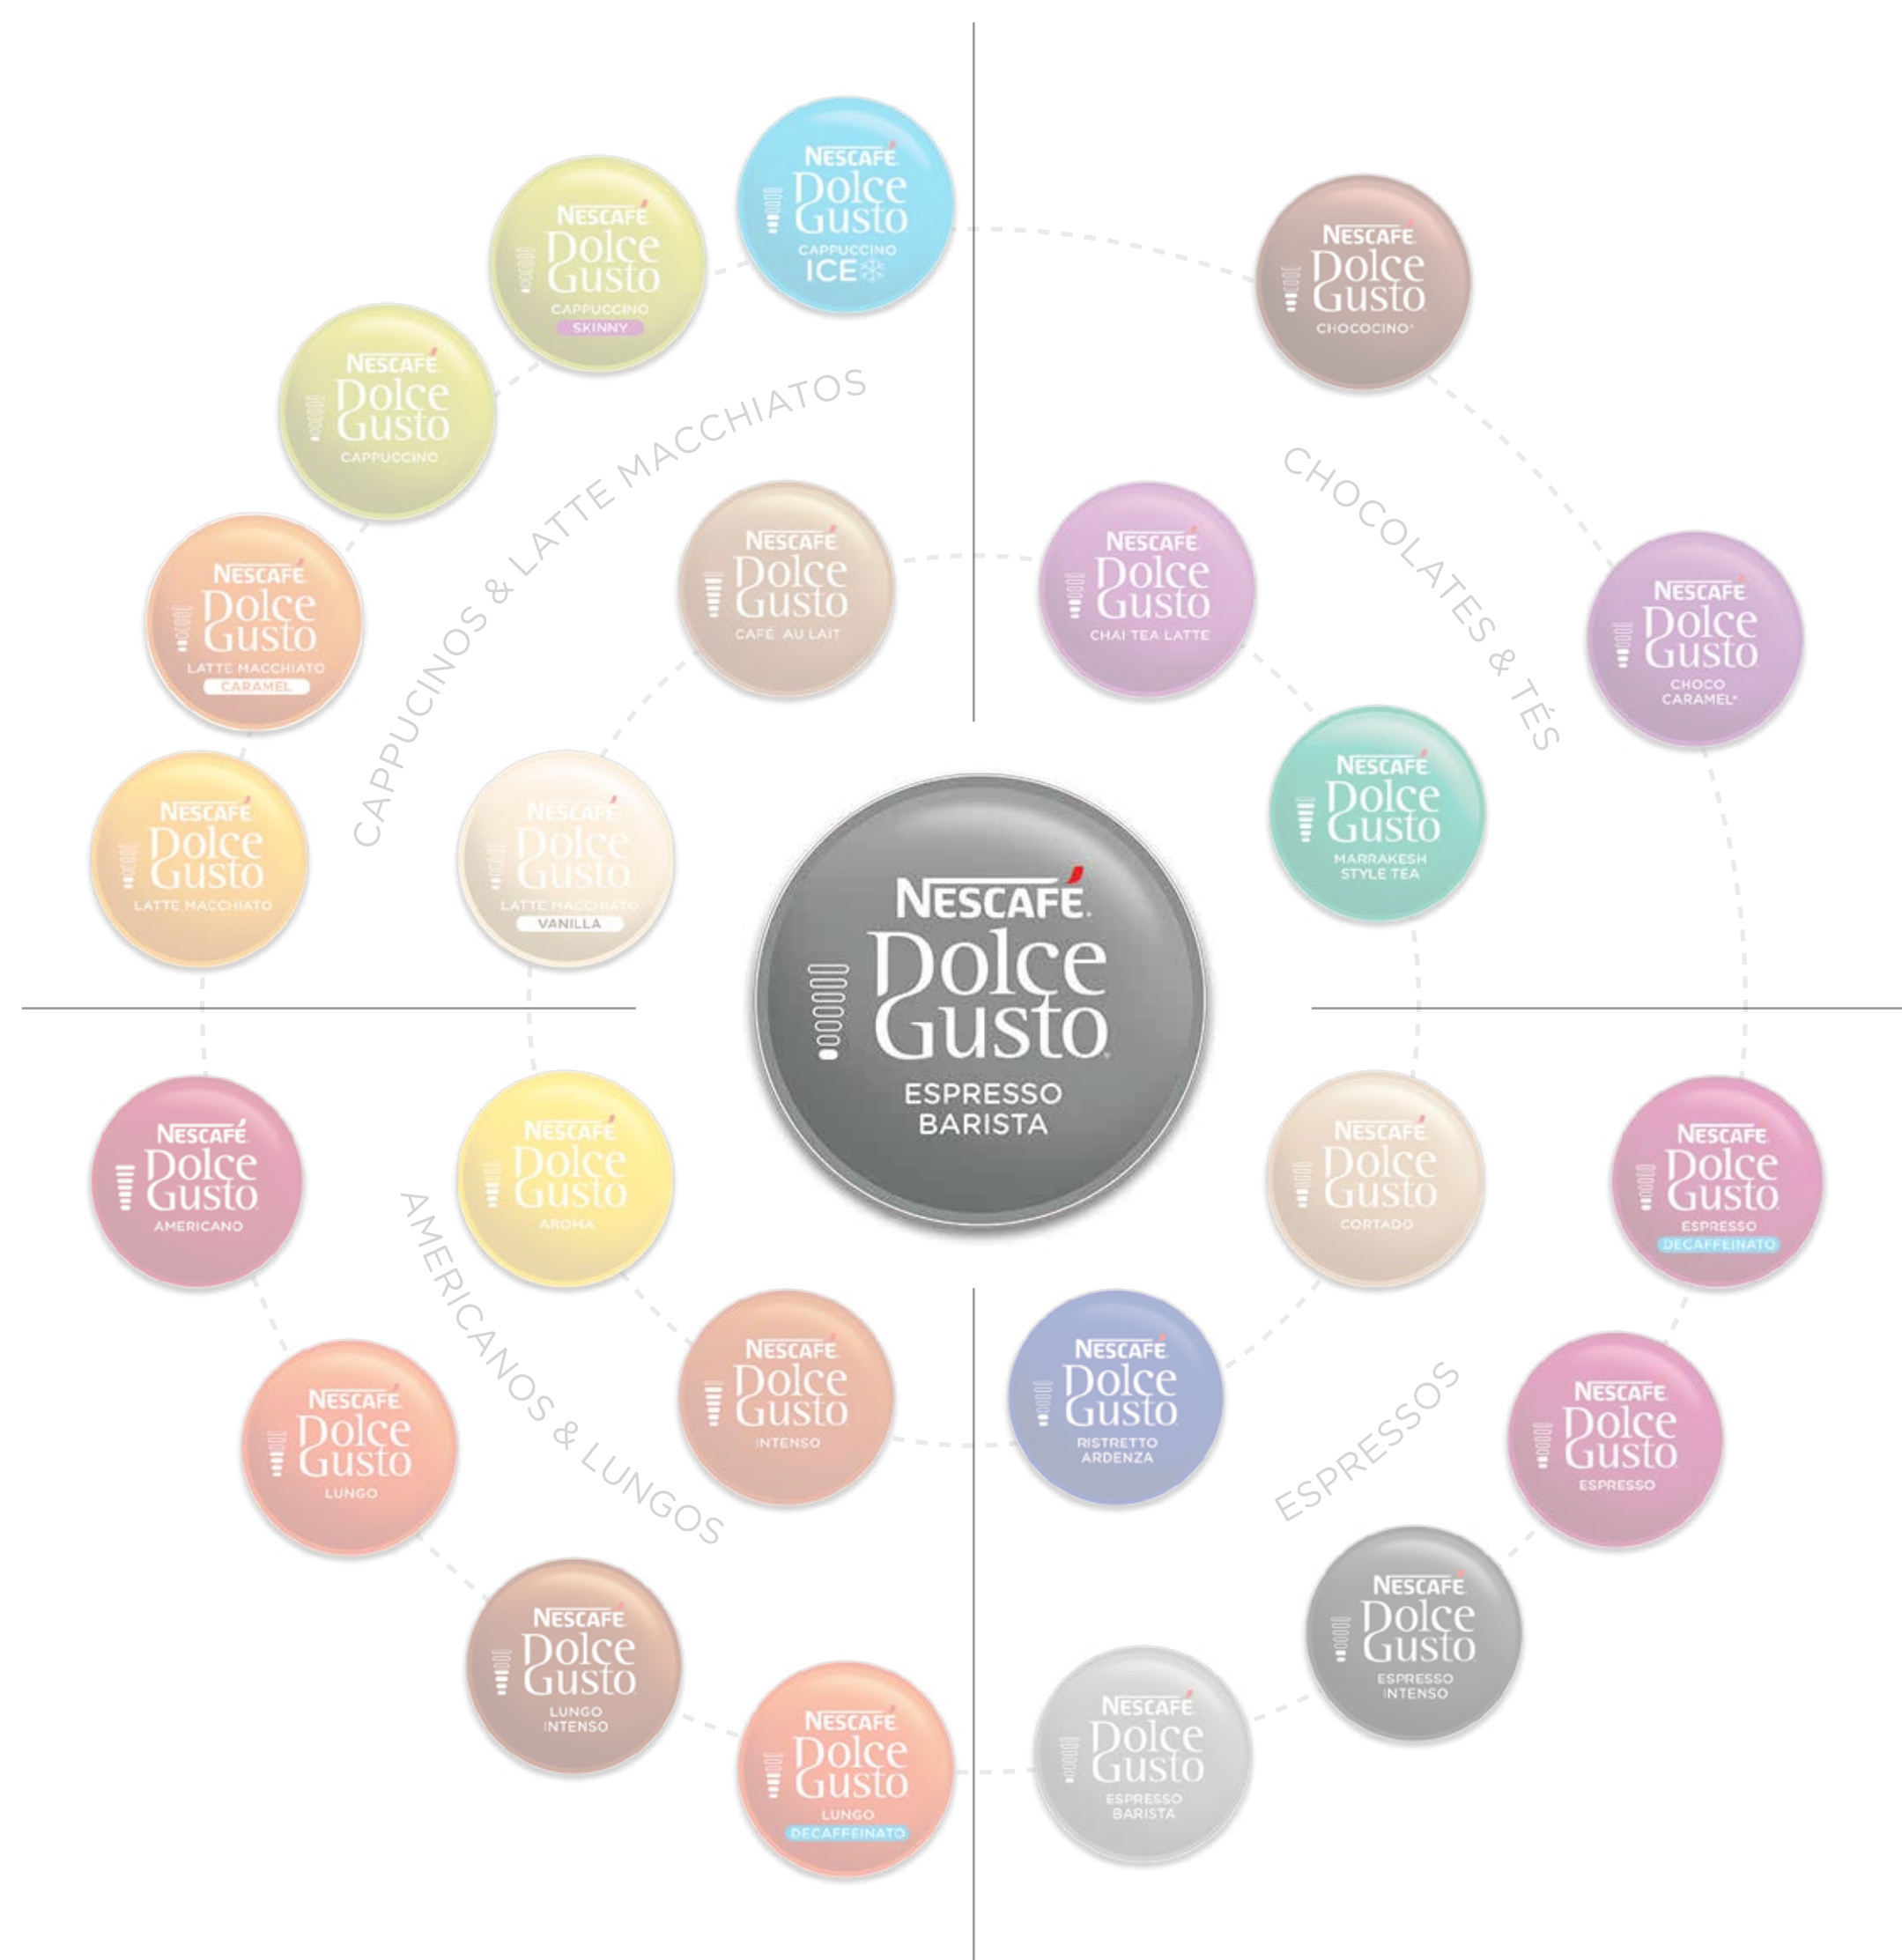 NESCAFÉ
Dolce
Gusto
CAPPUCCINO
ICE
NESCAFÉ
Dolce
Gusto
CAPPUCCINO
SKINNY
NESCAFÉ
Dolce
Gusto
CAPPUCCINO
NESCAFÉ
Dolce
Gusto
LATTE MACCHIATO
CARAMEL
NESCAFÉ
Dolce
Gusto
LATTE MACCHIATO
CAPPUCINOS & LATTE MACCHIATOS
NESCAFÉ
Dolce
Gusto
CAFÉ AU LAIT
NESCAFÉ
Dolce
Gusto
LATTE MACCHIATO
VANILLA
NESCAFÉ
Dolce
Gusto
CHOCOCINO*
NESCAFÉ
Dolce
Gusto
CHOCO
CARAMEL*
CHOCOLATES & TÉS
NESCAFÉ
Dolce
Gusto
CHAI TEA LATTE
NESCAFÉ
Dolce
Gusto
MARRAKESH
STYLE TEA
NESCAFÉ.
Dolce
Gusto
ESPRESSO
BARISTA
NESCAFÉ
Dolce
Gusto
AMERICANO
NESCAFÉ
Dolce
Gusto
AROMA
AMERICANOS & LUNGOS
NESCAFÉ
Dolce
Gusto
INTENSO
NESCAFÉ
Dolce
Gusto
LUNGO
NESCAFÉ
Dolce
Gusto
LUNGO
INTENSO
NESCAFÉ
Dolce
Gusto
LUNGO
DECAFFEINATO
NESCAFÉ
Dolce
Gusto
CORTADO
NESCAFÉ
Dolce
Gusto
ESPRESSO
DECAFFEINATO
NESCAFÉ
Dolce
Gusto
RISTRETTO
ARDENZA
ESPRESSOS
NESCAFÉ
Dolce
Gusto
ESPRESSO
NESCAFÉ
Dolce
Gusto
ESPRESSO
INTENSO
NESCAFÉ
Dolce
Gusto
ESPRESSO
BARISTA